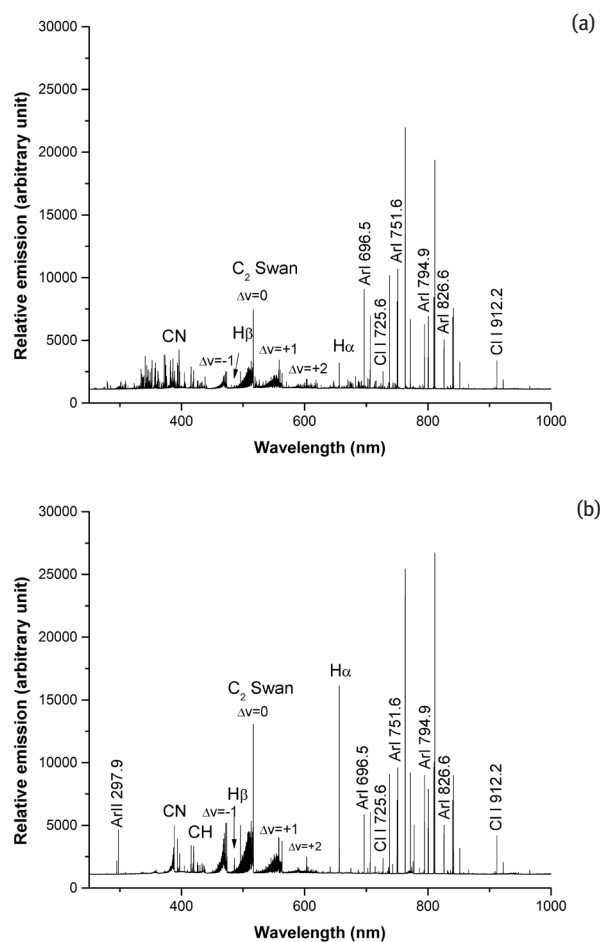 (a)
Relative emission (arbitrary unit)
30000
25000
20000
15000
10000
5000
0
CN
Δv=-1
Hβ
C₂ Swan
Δv=0
Δv=+1
Δv=+2
Hα
ArI 696.5
Cl I 725.6
ArI 751.6
ArI 794.9
ArI 826.6
Cl I 912.2
400
600
800
1000
Wavelength (nm)
(b)
Relative emission (arbitrary unit)
30000
25000
20000
15000
10000
5000
0
ArII 297.9
CN
CH
Δv=-1
Hβ
C₂ Swan
Δv=0
Δv=+1
Δv=+2
Hα
ArI 696.5
Cl I 725.6
ArI 751.6
ArI 794.9
ArI 826.6
Cl I 912.2
400
600
800
1000
Wavelength (nm)